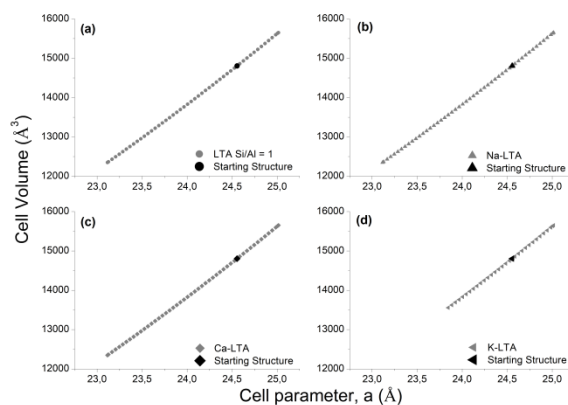 (a)
16000
15000
14000
13000
12000
LTA Si/Al = 1
Starting Structure
23,0 23,5 24,0 24,5 25,0
(b)
16000
15000
14000
13000
12000
Na-LTA
Starting Structure
23,0 23,5 24,0 24,5 25,0
Cell Volume (Å³)
(c)
16000
15000
14000
13000
12000
Ca-LTA
Starting Structure
23,0 23,5 24,0 24,5 25,0
(d)
16000
15000
14000
13000
12000
K-LTA
Starting Structure
23,0 23,5 24,0 24,5 25,0
Cell parameter, a (Å)